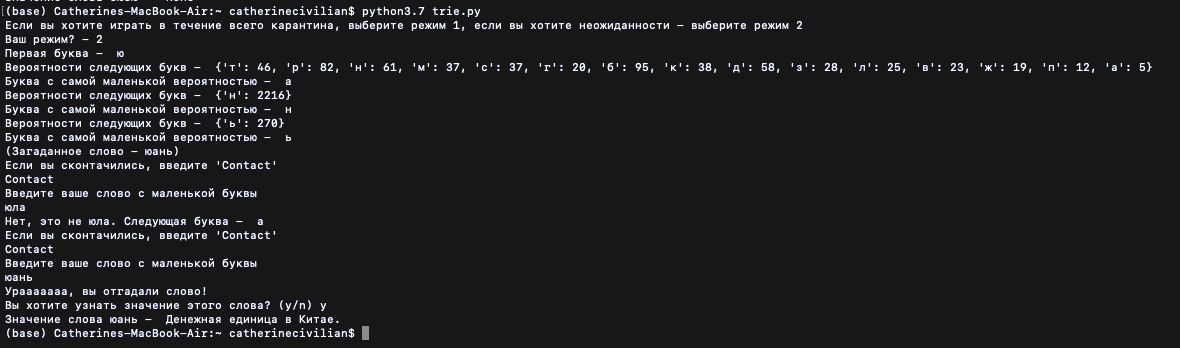 (base) Catherines-MacBook-Air:~ catherinecivilian$ python3.7 trie.py
Если вы хотите играть в течение всего карантина, выберите режим 1, если вы хотите неожиданности – выберите режим 2
Ваш режим? – 2
Первая буква –  ю
Вероятности следующих букв –  {'т': 46, 'р': 82, 'н': 61, 'м': 37, 'с': 37, 'г': 20, 'б': 95, 'к': 38, 'д': 58, 'з': 28, 'л': 25, 'в': 23, 'ж': 19, 'п': 12, 'а': 5}
Буква с самой маленькой вероятностью –  а
Вероятности следующих букв –  {'н': 2216}
Буква с самой маленькой вероятностью –  н
Вероятности следующих букв –  {'ь': 270}
Буква с самой маленькой вероятностью –  ь
(Загаданное слово – юань)
Если вы сконтачились, введите 'Contact'
Contact
Введите ваше слово с маленькой буквы
юла
Нет, это не юла. Следующая буква –  а
Если вы сконтачились, введите 'Contact'
Contact
Введите ваше слово с маленькой буквы
юань
Урааааааа, вы отгадали слово!
Вы хотите узнать значение этого слова? (y/n) y
Значение слова юань –  Денежная единица в Китае.
(base) Catherines-MacBook-Air:~ catherinecivilian$